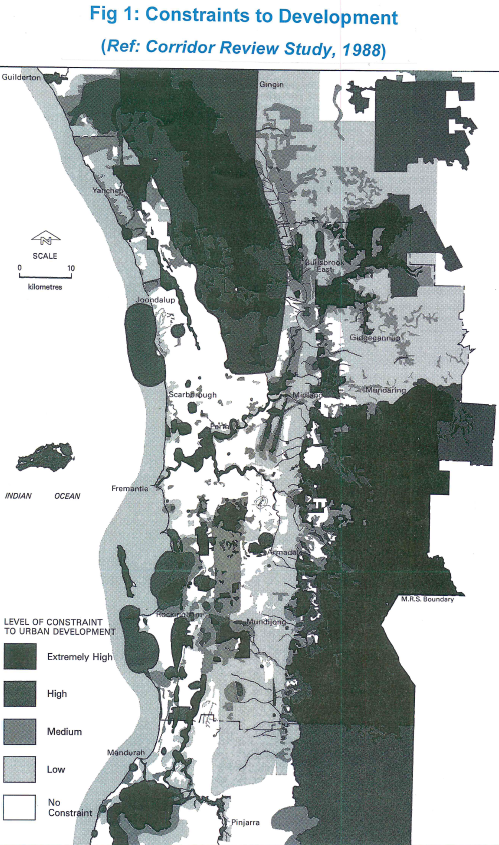 Fig 1: Constraints to Development
(Ref: Corridor Review Study, 1988)
Guilderton
Gingin
Yanchep
N
SCALE
0 10
kilometres
Bullsbrook
East
Joondalup
Gidgegannup
Mundaring
Scarborough
Midland
Perth
Fremantle
INDIAN OCEAN
Armadale
M.R.S. Boundary
Rockingham
Mundijong
LEVEL OF CONSTRAINT
TO URBAN DEVELOPMENT
Extremely High
High
Medium
Low
No
Constraint
Mandurah
Pinjarra